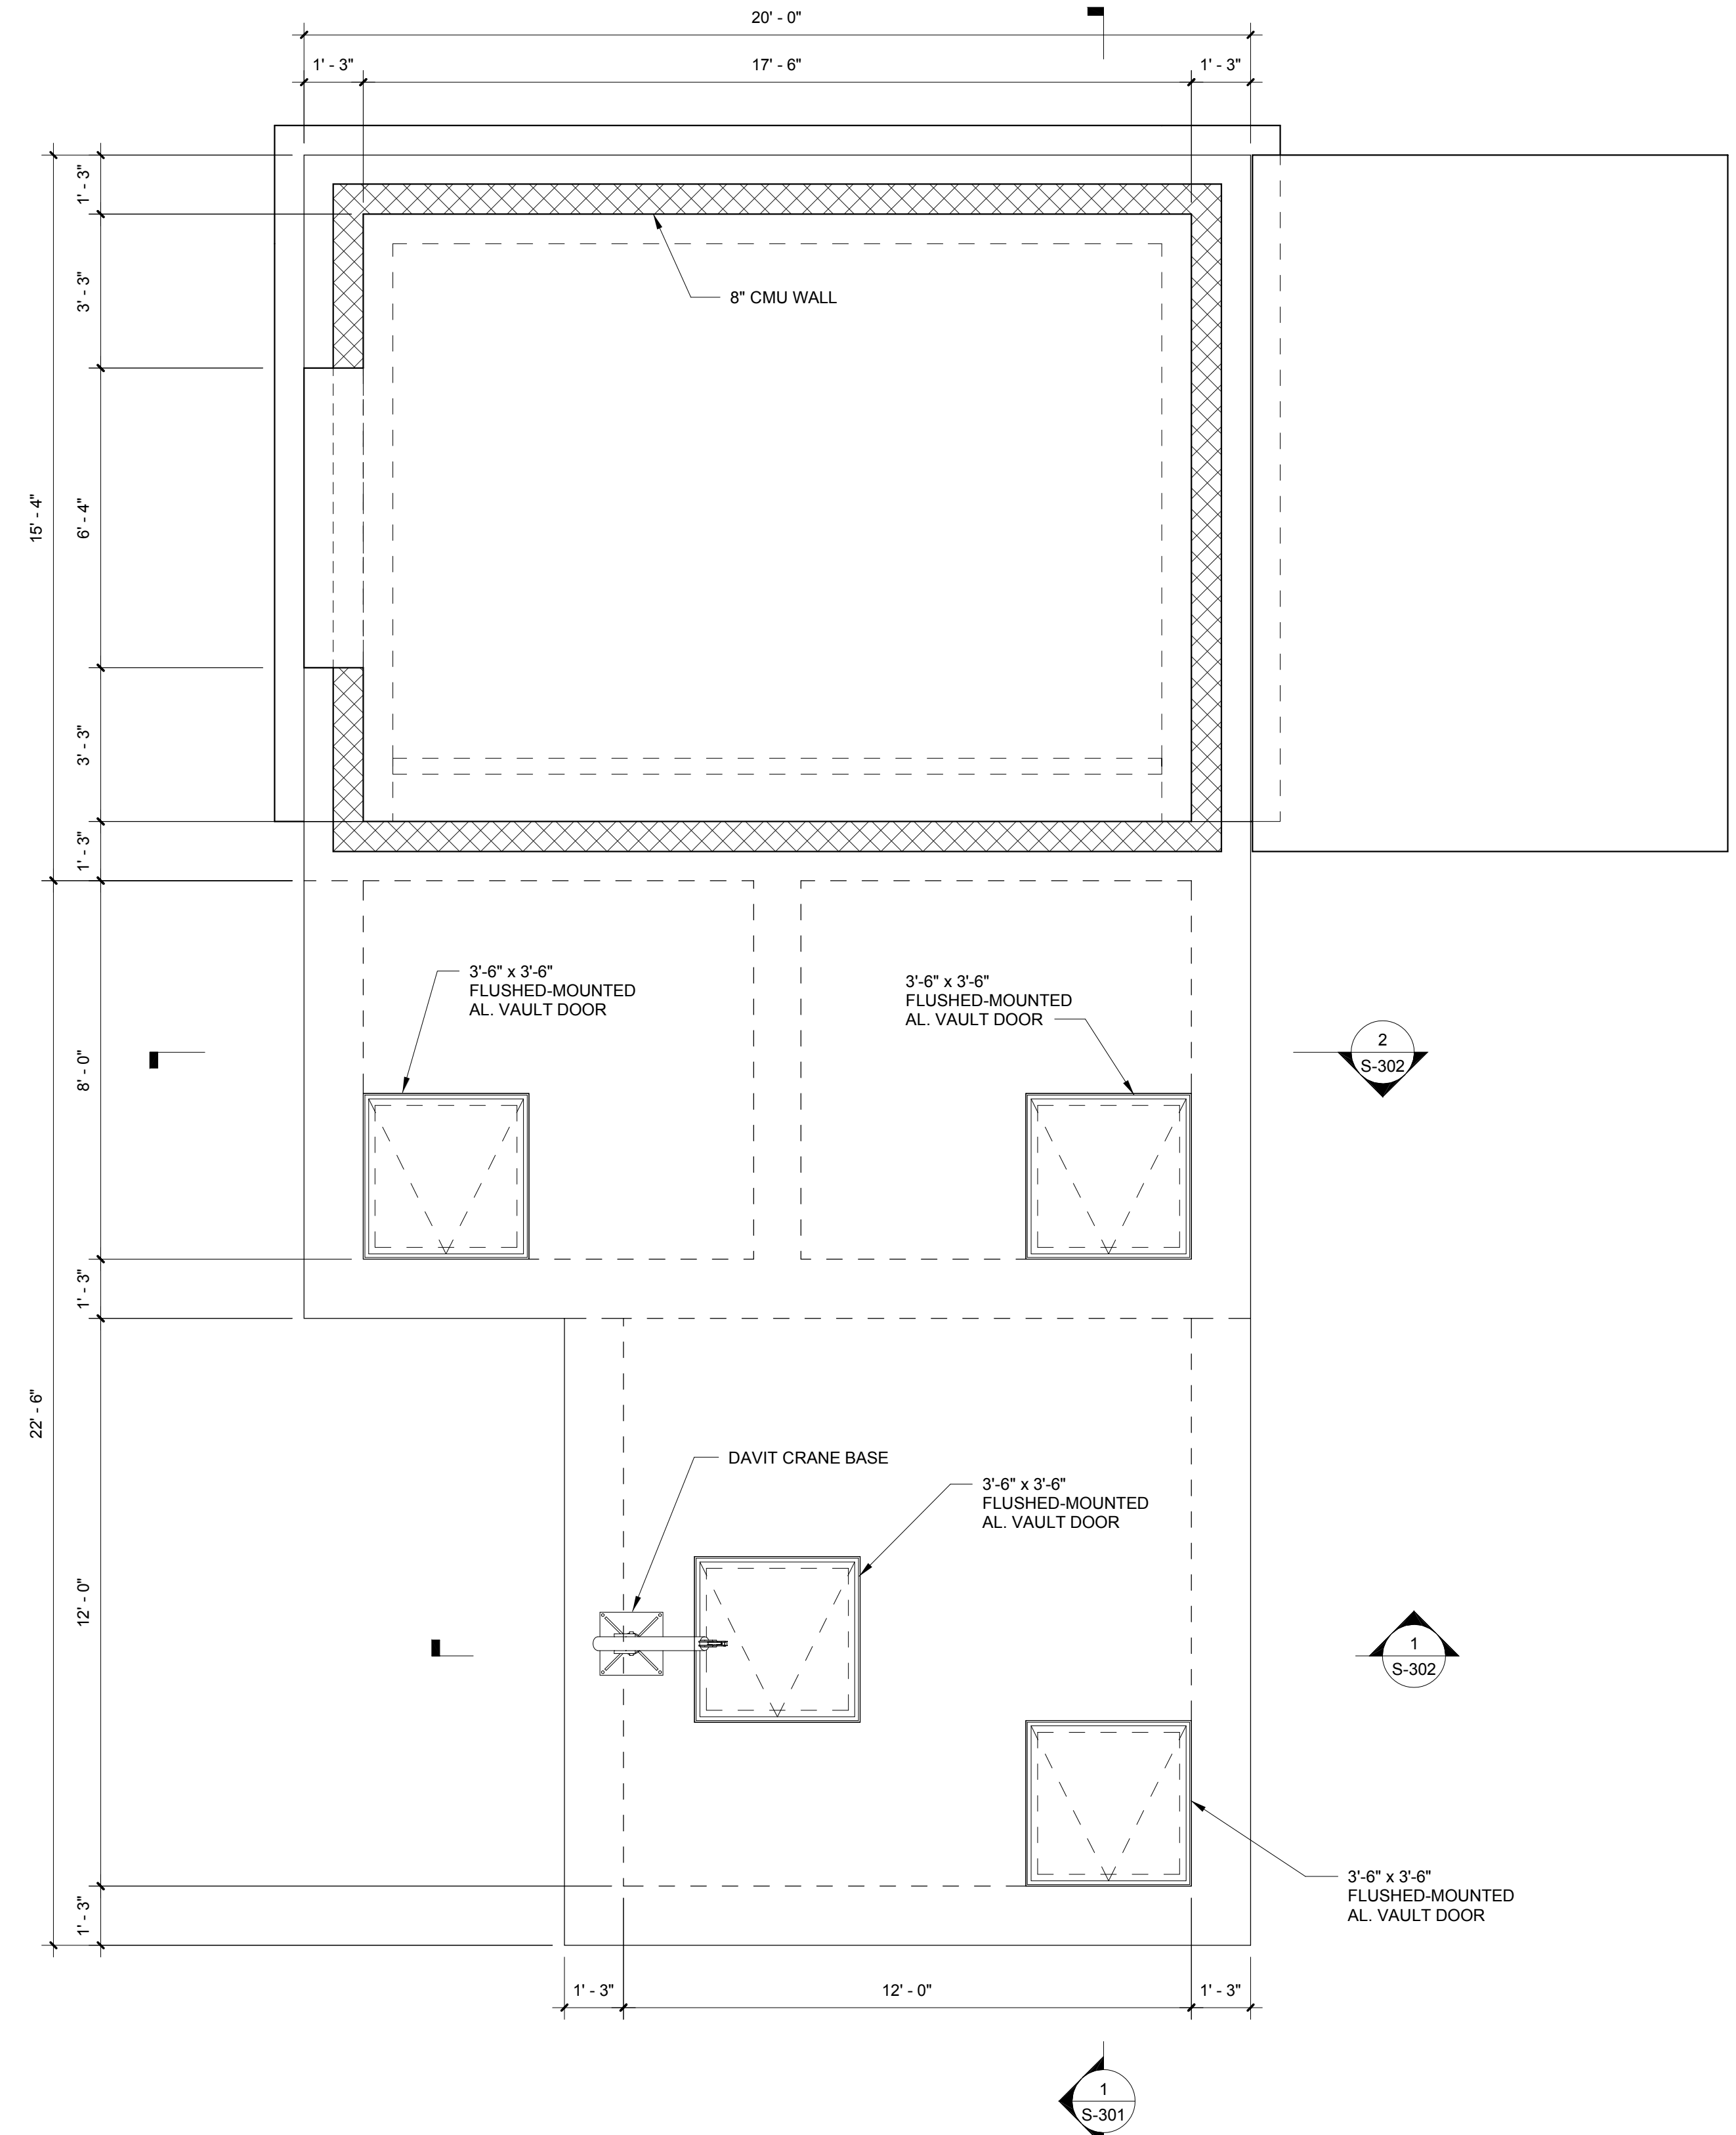 20' - 0"
1' - 3"
17' - 6"
1' - 3"
1' - 3"
3' - 3"
8" CMU WALL
15' - 4"
6' - 4"
3' - 3"
1' - 3"
3'-6" x 3'-6"
FLUSHED-MOUNTED
AL. VAULT DOOR
3'-6" x 3'-6"
FLUSHED-MOUNTED
AL. VAULT DOOR
8' - 0"
2
S-302
1' - 3"
22' - 6"
DAVIT CRANE BASE
3'-6" x 3'-6"
FLUSHED-MOUNTED
AL. VAULT DOOR
12' - 0"
1
S-302
3'-6" x 3'-6"
FLUSHED-MOUNTED
AL. VAULT DOOR
1' - 3"
1' - 3"
12' - 0"
1' - 3"
1
S-301